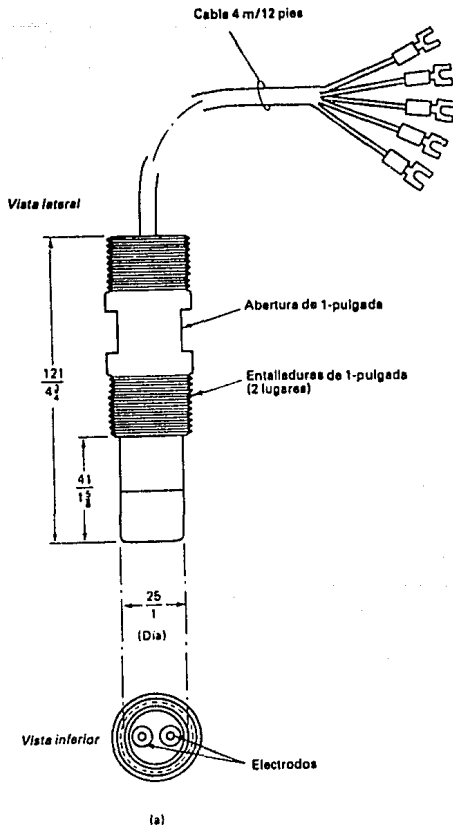 Cable 4 m/12 pies
Vista lateral
Abertura de 1-pulgada
Entalladuras de 1-pulgada
(2 lugares)
121
4 3/4
41
1 5/8
25
1
(Día)
Vista inferior
Electrodos
(a)